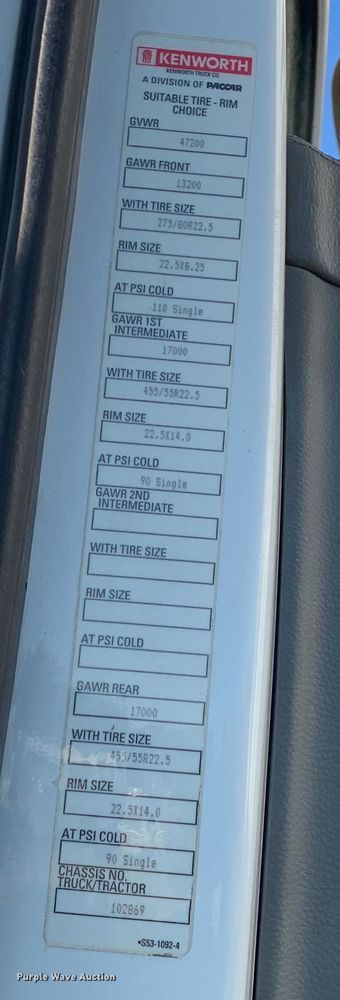 KENWORTH
KENWORTH TRUCK CO.
A DIVISION OF PACCAR
SUITABLE TIRE - RIM
CHOICE
GVWR
47200
GAWR FRONT
13200
WITH TIRE SIZE
275/80R22.5
RIM SIZE
22.5X8.25
AT PSI COLD
110 Single
GAWR 1ST
INTERMEDIATE
17000
WITH TIRE SIZE
455/55R22.5
RIM SIZE
22.5X14.0
AT PSI COLD
90 Single
GAWR 2ND
INTERMEDIATE
WITH TIRE SIZE
RIM SIZE
AT PSI COLD
GAWR REAR
17000
WITH TIRE SIZE
455/55R22.5
RIM SIZE
22.5X14.0
AT PSI COLD
90 Single
CHASSIS NO.
TRUCK/TRACTOR
102869
*S53-1092-4
Purple Wave Auction